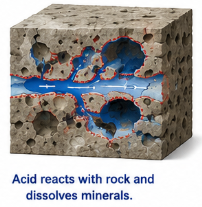 Acid reacts with rock and
dissolves minerals.